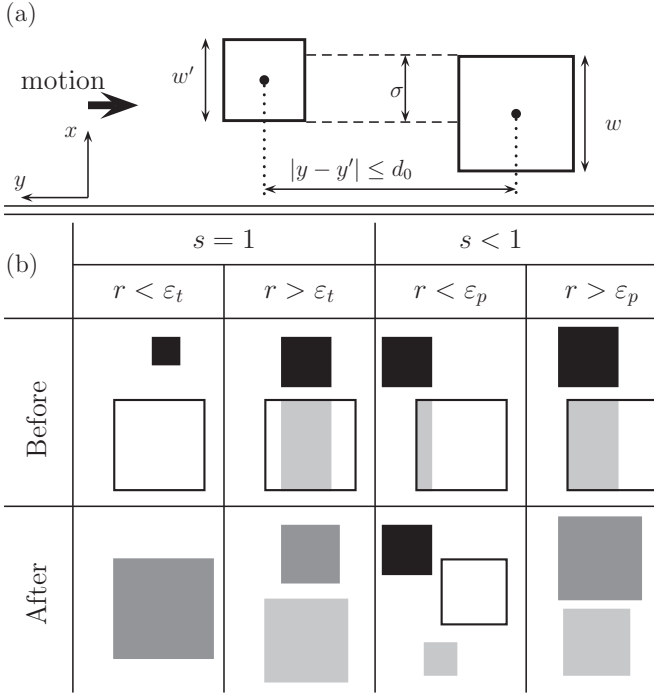 (a)
motion
x
y
w′
σ
w
|y − y′| ≤ d₀
(b)
s = 1
s < 1
r < εₜ
r > εₜ
r < εₚ
r > εₚ
Before
After